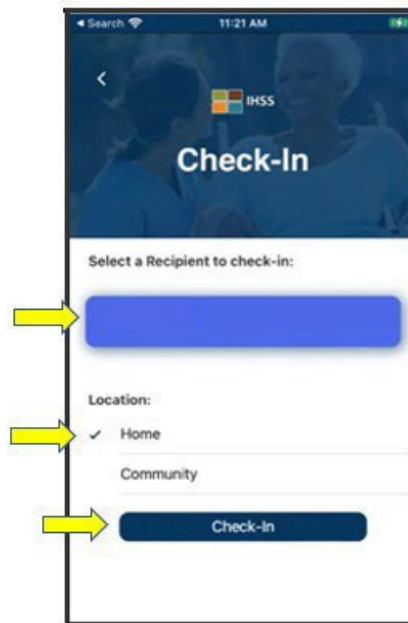 Search 11:21 AM
IHSS
Check-In
Select a Recipient to check-in:
Location:
Home
Community
Check-In